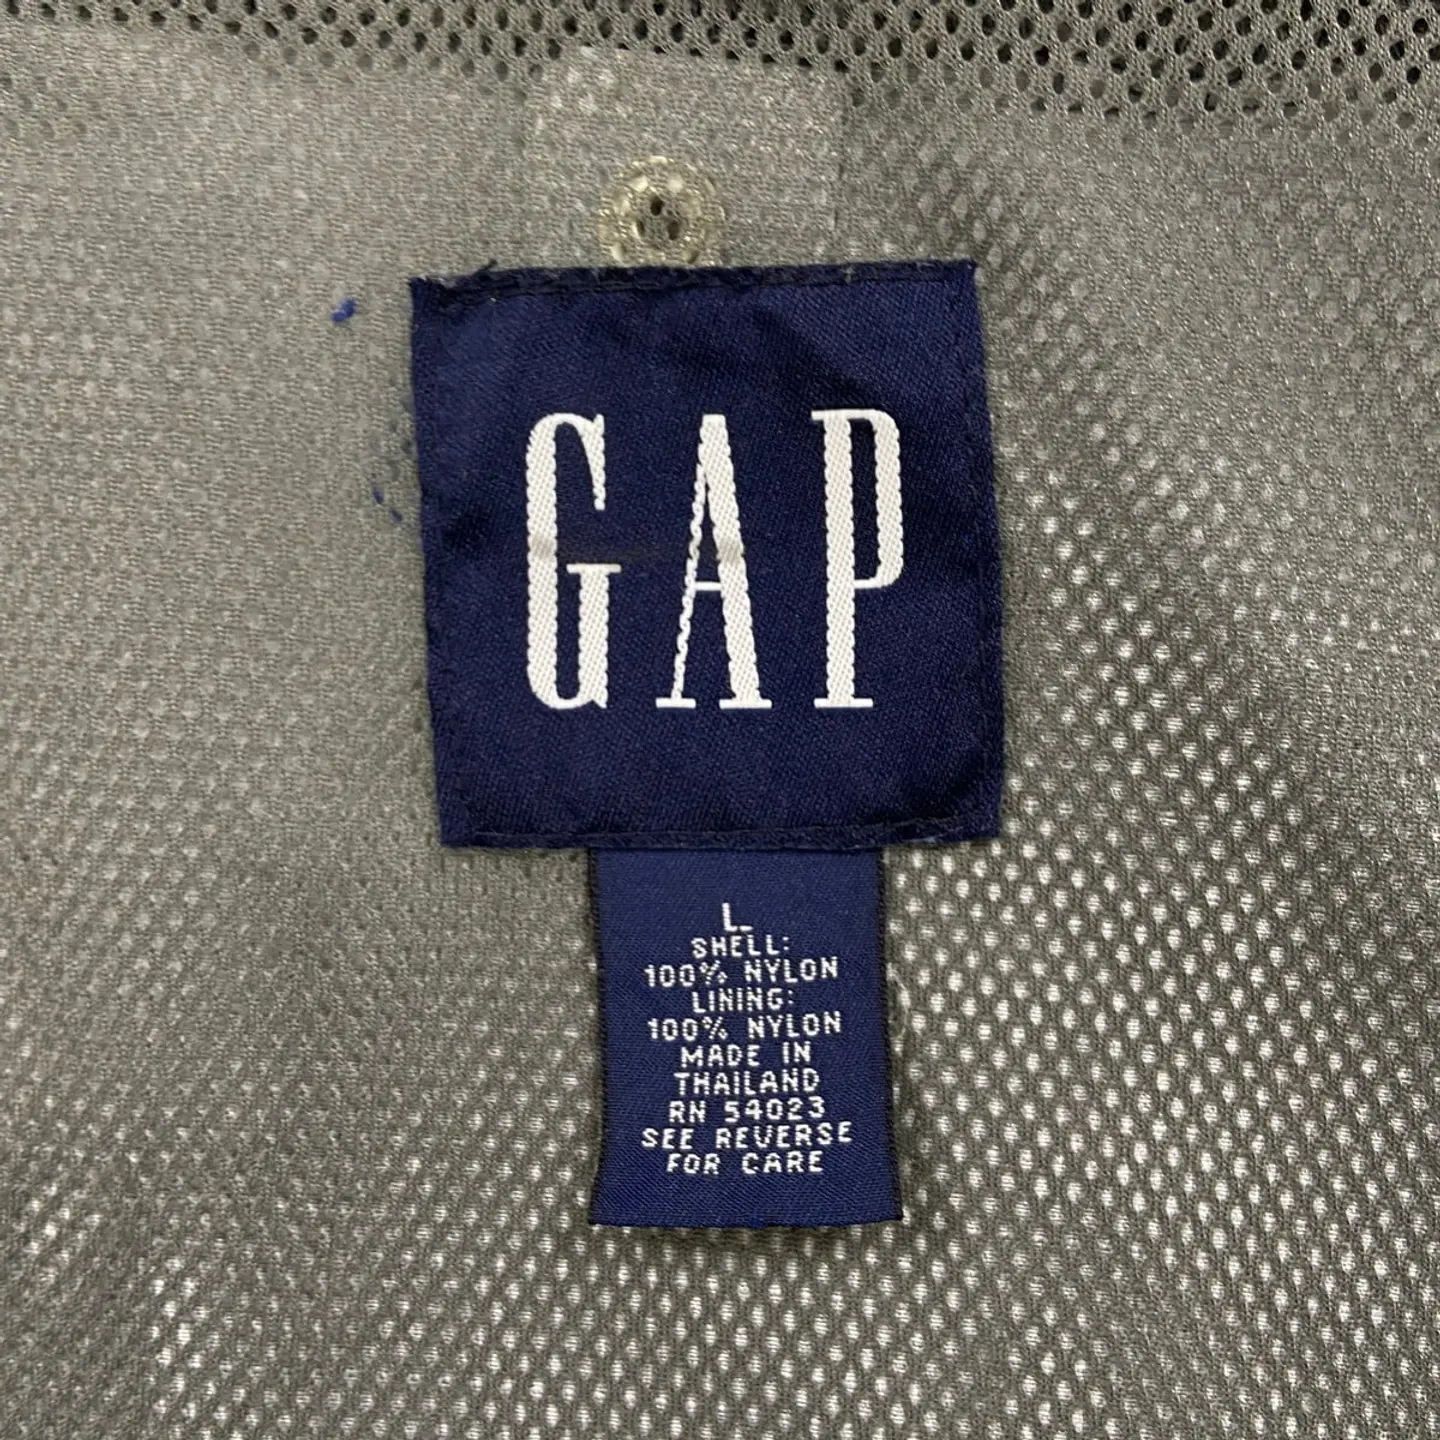 GAP
L
SHELL:
100% NYLON
LINING:
100% NYLON
MADE IN
THAILAND
RN 54023
SEE REVERSE
FOR CARE